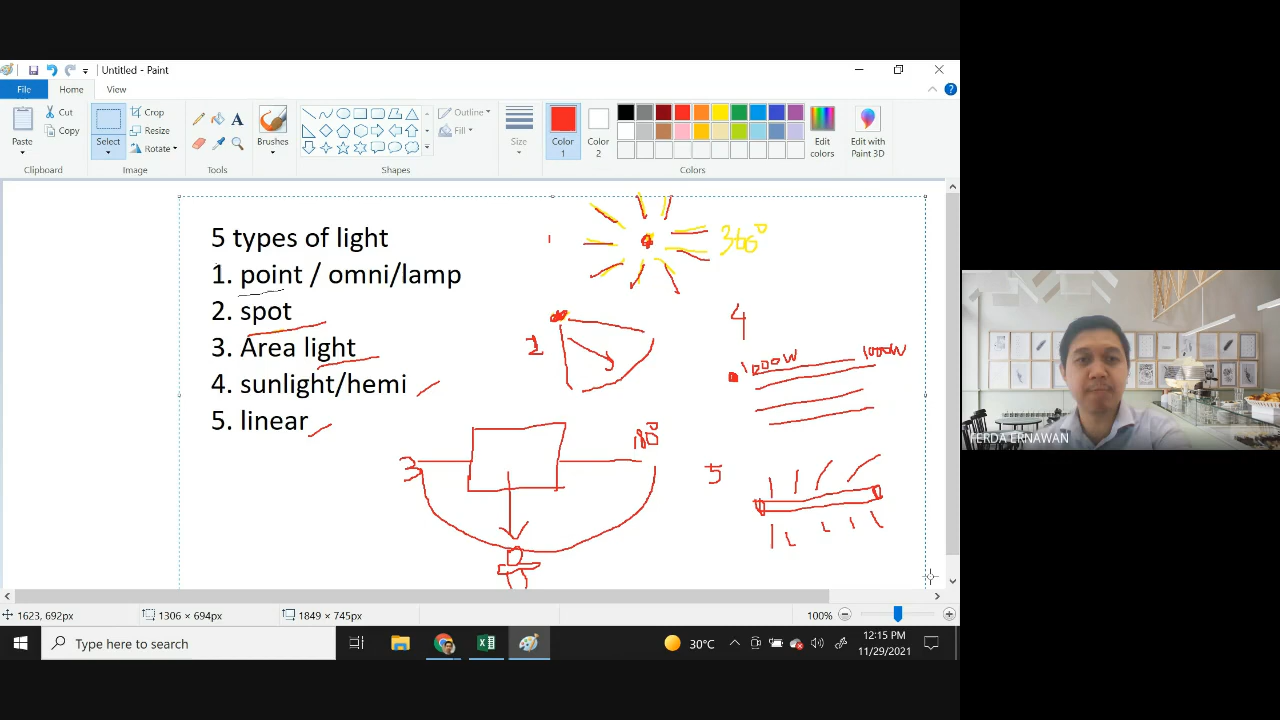 Untitled - Paint
File
Home
View
Paste
Cut
Copy
Clipboard
Select
Crop
Resize
Rotate
Image
A
Tools
Brushes
Outline
Fill
Shapes
Size
Color 1
Color 2
Edit colors
Edit with Paint 3D
Colors
5 types of light
1. point / omni/lamp
2. spot
3. Area light
4. sunlight/hemi
5. linear
360°
2
4
1000W
1000W
3
180°
5
FERDA ERNAWAN
1623, 692px
1306 × 694px
1849 × 745px
100%
Type here to search
30°C
12:15 PM
11/29/2021